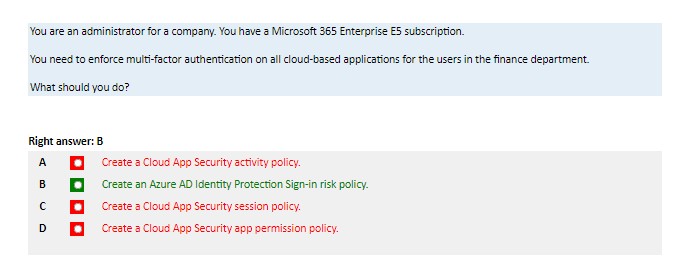 You are an administrator for a company. You have a Microsoft 365 Enterprise E5 subscription.
You need to enforce multi-factor authentication on all cloud-based applications for the users in the finance department.
What should you do?
Right answer: B
A Create a Cloud App Security activity policy.
B Create an Azure AD Identity Protection Sign-in risk policy.
C Create a Cloud App Security session policy.
D Create a Cloud App Security app permission policy.